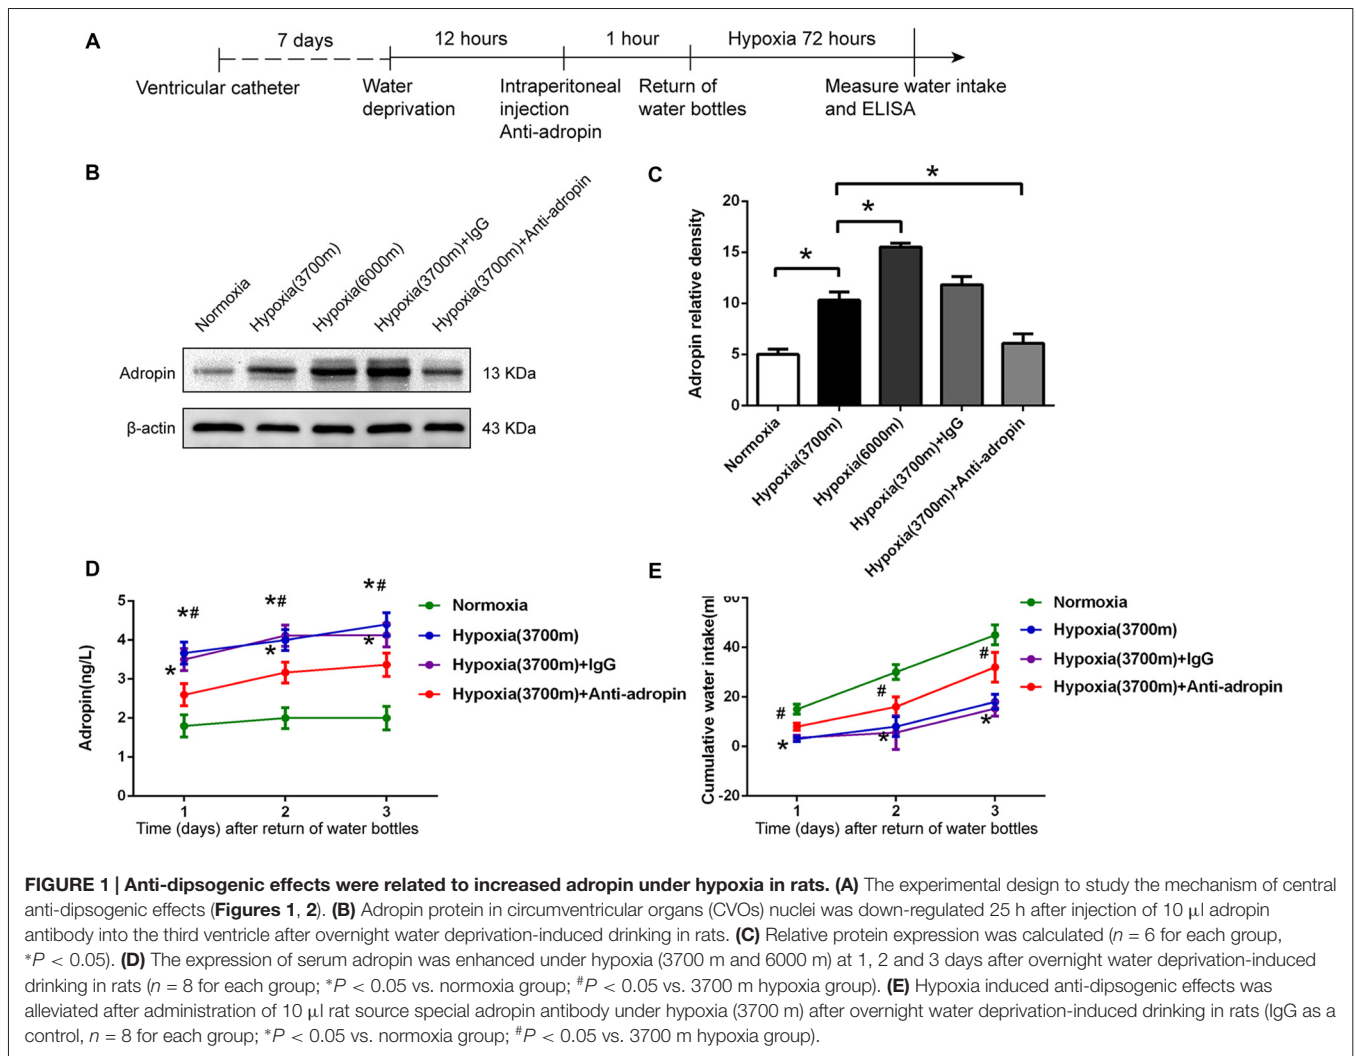 A
7 days
12 hours
1 hour
Hypoxia 72 hours
Ventricular catheter
Water
deprivation
Intraperitoneal
injection
Anti-adropin
Return of
water bottles
Measure water intake
and ELISA
B
Normoxia
Hypoxia(3700m)
Hypoxia(6000m)
Hypoxia(3700m)+IgG
Hypoxia(3700m)+Anti-adropin
Adropin
13 KDa
β-actin
43 KDa
C
Adropin relative density
20
15
10
5
0
*
*
*
Normoxia
Hypoxia(3700m)
Hypoxia(6000m)
Hypoxia(3700m)+IgG
Hypoxia(3700m)+Anti-adropin
D
Adropin(ng/L)
5
4
3
2
1
0
*#
*#
*#
*
*
*
1
2
3
Time (days) after return of water bottles
Normoxia
Hypoxia(3700m)
Hypoxia(3700m)+IgG
Hypoxia(3700m)+Anti-adropin
E
Cumulative water intake(ml
60
40
20
0
-20
#
#
#
*
*
*
1
2
3
Time (days) after return of water bottles
Normoxia
Hypoxia(3700m)
Hypoxia(3700m)+IgG
Hypoxia(3700m)+Anti-adropin
FIGURE 1 | Anti-dipsogenic effects were related to increased adropin under hypoxia in rats. (A) The experimental design to study the mechanism of central
anti-dipsogenic effects (Figures 1, 2). (B) Adropin protein in circumventricular organs (CVOs) nuclei was down-regulated 25 h after injection of 10 μl adropin
antibody into the third ventricle after overnight water deprivation-induced drinking in rats. (C) Relative protein expression was calculated (n = 6 for each group,
*P < 0.05). (D) The expression of serum adropin was enhanced under hypoxia (3700 m and 6000 m) at 1, 2 and 3 days after overnight water deprivation-induced
drinking in rats (n = 8 for each group; *P < 0.05 vs. normoxia group; #P < 0.05 vs. 3700 m hypoxia group). (E) Hypoxia induced anti-dipsogenic effects was
alleviated after administration of 10 μl rat source special adropin antibody under hypoxia (3700 m) after overnight water deprivation-induced drinking in rats (IgG as a
control, n = 8 for each group; *P < 0.05 vs. normoxia group; #P < 0.05 vs. 3700 m hypoxia group).